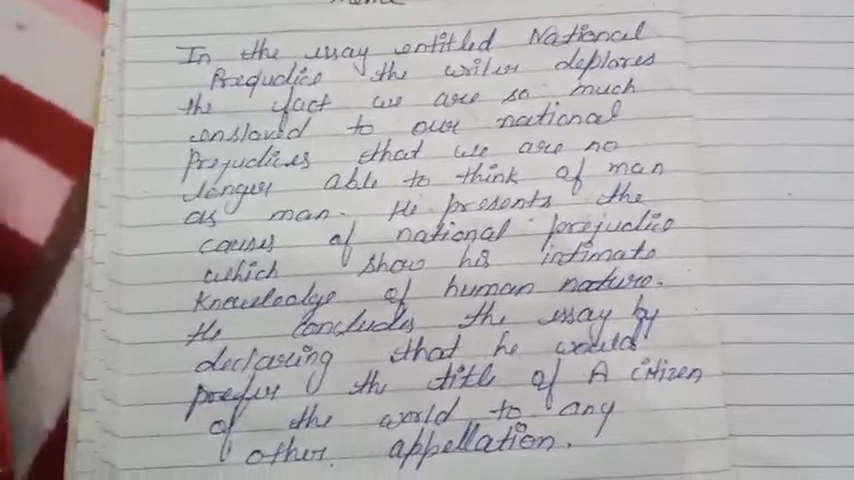 In the essay entitled National
Prequdice the writer deplores
the fact we are so much
enslaved to our national
Prejudices that we are no
longer able to think of man
as man. He presents the
causes of national prejudice
which show his intimate
Knowledge of human nature.
He concludes the essay by
declaring that he would
prefer the title of A citizen
of the world to any
other appellation.